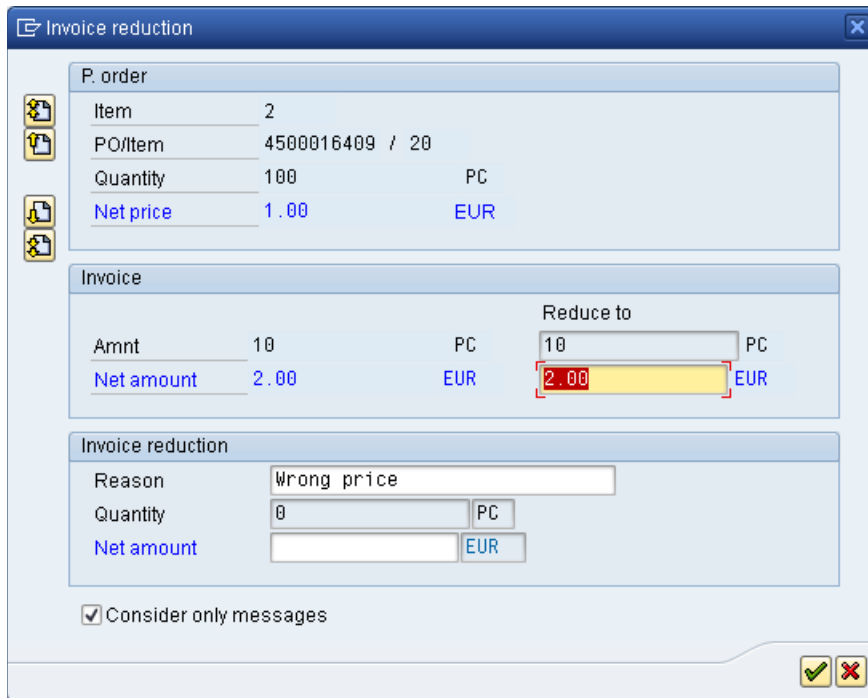 Invoice reduction
P. order
Item 2
PO/Item 4500016409 / 20
Quantity 100 PC
Net price 1.00 EUR
Invoice
Reduce to
Amnt 10 PC 10 PC
Net amount 2.00 EUR 2.00 EUR
Invoice reduction
Reason Wrong price
Quantity 0 PC
Net amount EUR
Consider only messages